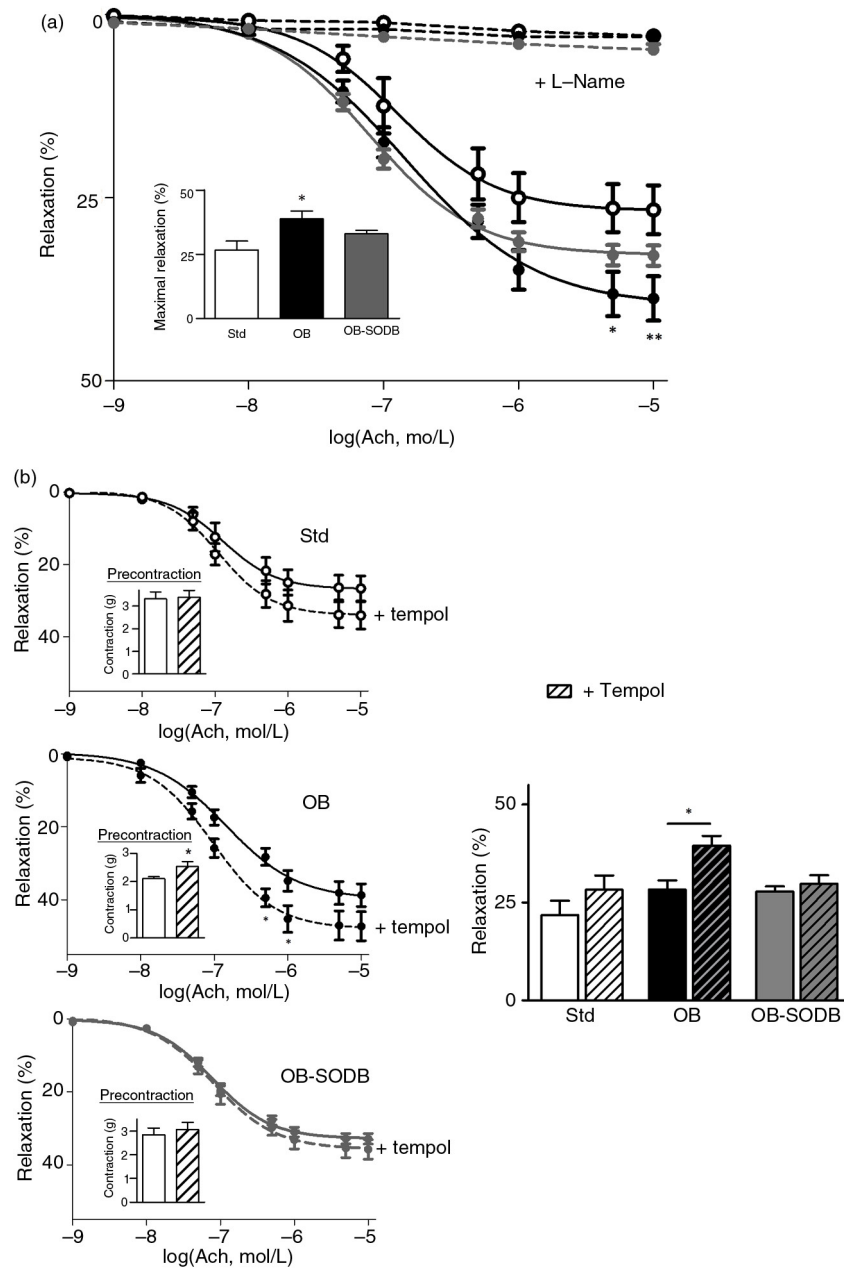 (a)
0
25
50
Relaxation (%)
+ L–Name
50
25
0
Maximal relaxation (%)
*
Std
OB
OB-SODB
*
**
–9
–8
–7
–6
–5
log(Ach, mo/L)
(b)
0
20
40
Relaxation (%)
Std
Precontraction
3
2
1
0
Contraction (g)
+ tempol
–9
–8
–7
–6
–5
log(Ach, mol/L)
0
20
40
Relaxation (%)
OB
Precontraction
3
2
1
0
Contraction (g)
*
*
*
+ tempol
–9
–8
–7
–6
–5
log(Ach, mol/L)
0
20
40
Relaxation (%)
OB-SODB
Precontraction
3
2
1
0
Contraction (g)
+ tempol
–9
–8
–7
–6
–5
log(Ach, mol/L)
+ Tempol
50
25
0
Relaxation (%)
*
Std
OB
OB-SODB